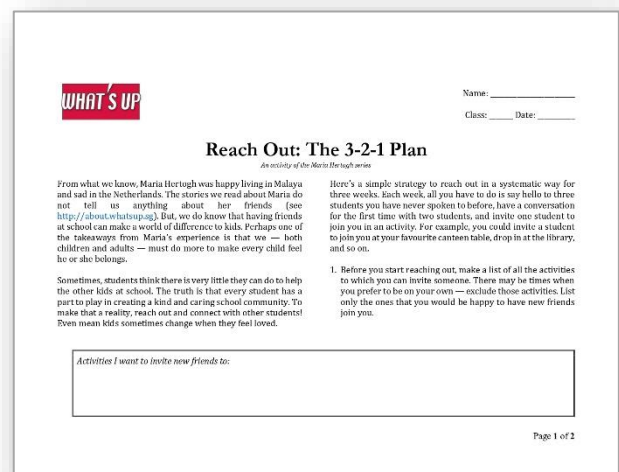 WHAT'S UP
Name: ____________
Class: _____ Date: ________
Reach Out: The 3-2-1 Plan
An activity of the Maria Hertogh series
From what we know, Maria Hertogh was happy living in Malaya
and sad in the Netherlands. The stories we read about Maria do
not tell us anything about her friends (see
http://about.whatsup.sg). But, we do know that having friends
at school can make a world of difference to kids. Perhaps one of
the takeaways from Maria's experience is that we — both
children and adults — must do more to make every child feel
he or she belongs.
Sometimes, students think there is very little they can do to help
the other kids at school. The truth is that every student has a
part to play in creating a kind and caring school community. To
make that a reality, reach out and connect with other students!
Even mean kids sometimes change when they feel loved.
Here's a simple strategy to reach out in a systematic way for
three weeks. Each week, all you have to do is say hello to three
students you have never spoken to before, have a conversation
for the first time with two students, and invite one student to
join you in an activity. For example, you could invite a student
to join you at your favourite canteen table, drop in at the library,
and so on.
1. Before you start reaching out, make a list of all the activities
to which you can invite someone. There may be times when
you prefer to be on your own — exclude those activities. List
only the ones that you would be happy to have new friends
join you.
Activities I want to invite new friends to:
Page 1 of 2